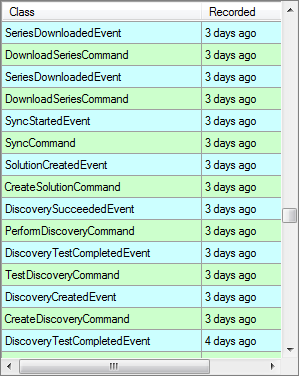 Class Recorded
SeriesDownloadedEvent 3 days ago
DownloadSeriesCommand 3 days ago
SeriesDownloadedEvent 3 days ago
DownloadSeriesCommand 3 days ago
SyncStartedEvent 3 days ago
SyncCommand 3 days ago
SolutionCreatedEvent 3 days ago
CreateSolutionCommand 3 days ago
DiscoverySucceededEvent 3 days ago
PerformDiscoveryCommand 3 days ago
DiscoveryTestCompletedEvent 3 days ago
TestDiscoveryCommand 3 days ago
DiscoveryCreatedEvent 3 days ago
CreateDiscoveryCommand 3 days ago
DiscoveryTestCompletedEvent 4 days ago